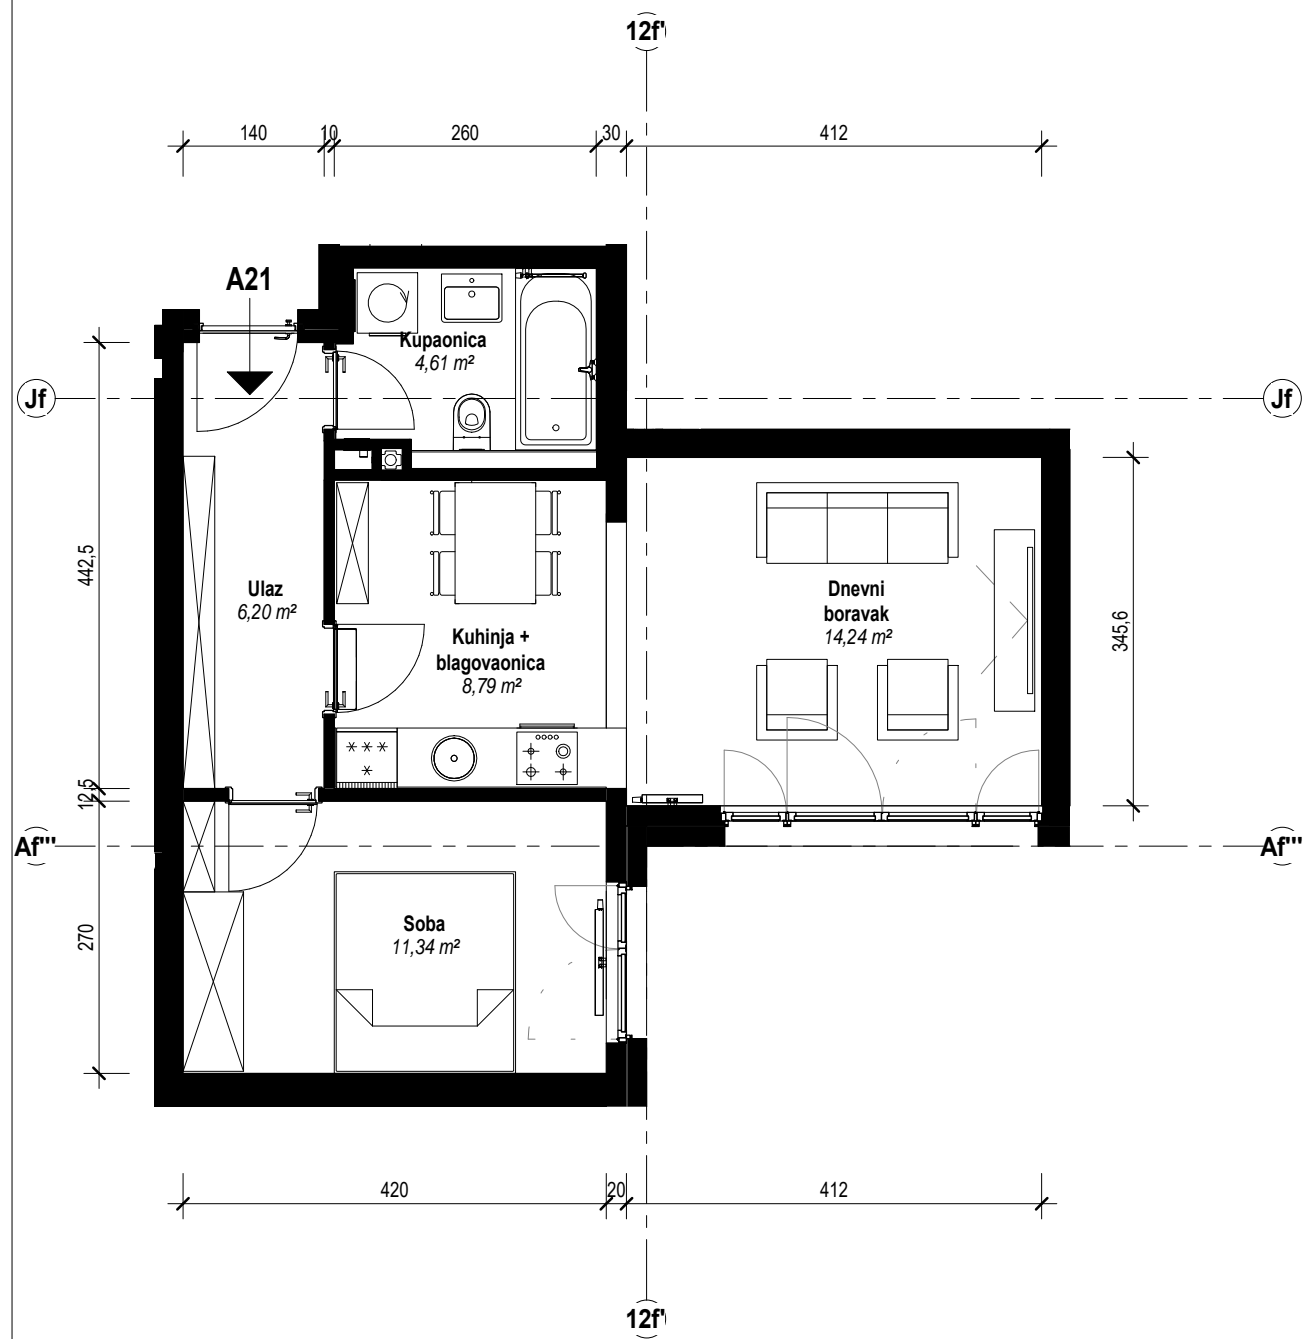 12f'
140
10
260
30
412
A21
Kupaonica
4,61 m²
Jf
Jf
442,5
Ulaz
6,20 m²
Kuhinja +
blagovaonica
8,79 m²
Dnevni
boravak
14,24 m²
345,6
12,5
Af'''
Af'''
270
Soba
11,34 m²
420
20
412
12f'